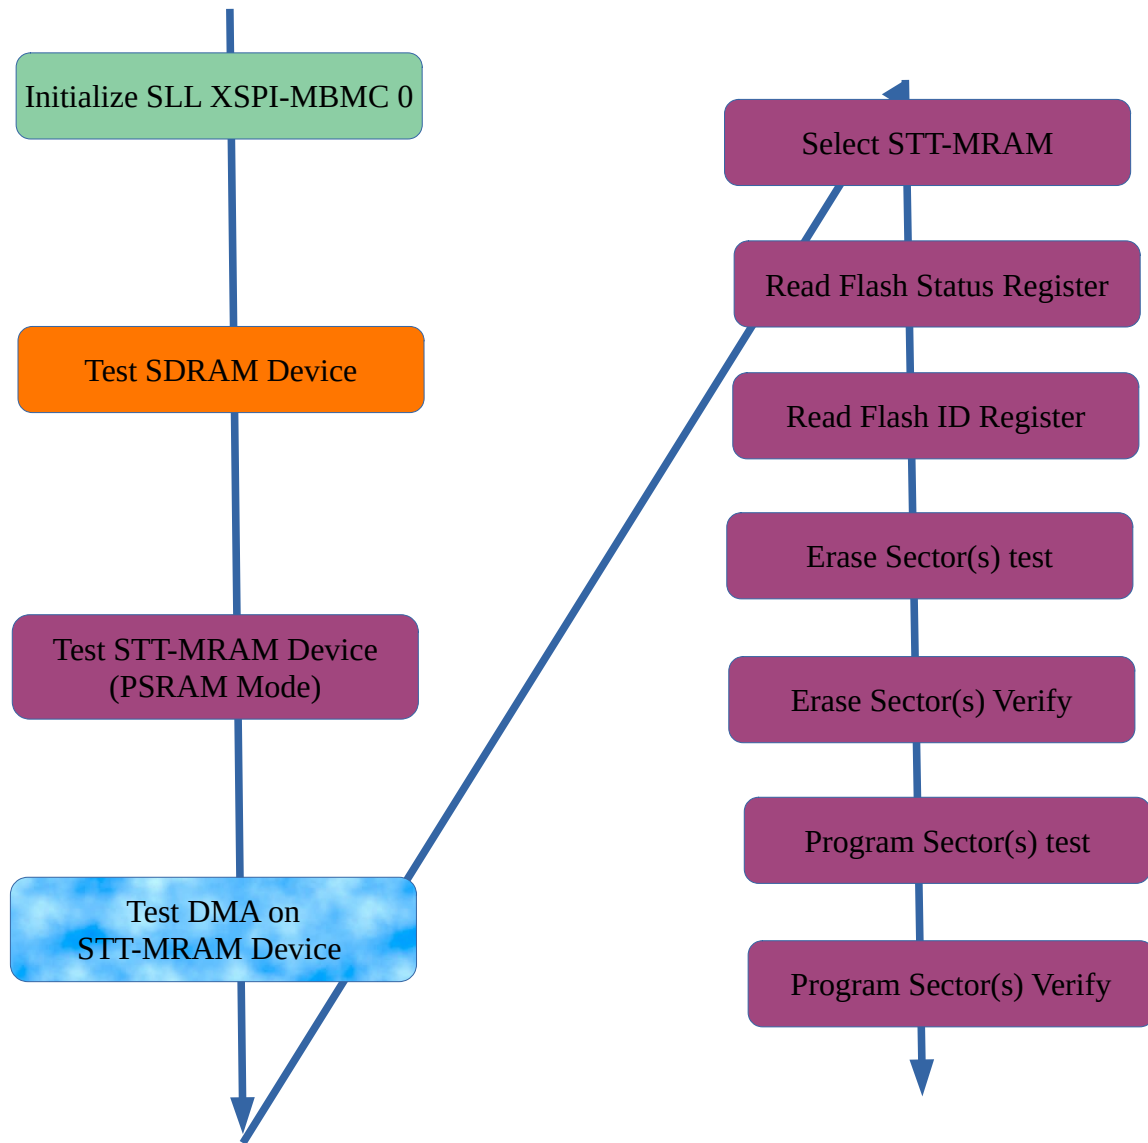 Initialize SLL XSPI-MBMC 0
Test SDRAM Device
Test STT-MRAM Device
(PSRAM Mode)
Test DMA on
STT-MRAM Device
Select STT-MRAM
Read Flash Status Register
Read Flash ID Register
Erase Sector(s) test
Erase Sector(s) Verify
Program Sector(s) test
Program Sector(s) Verify